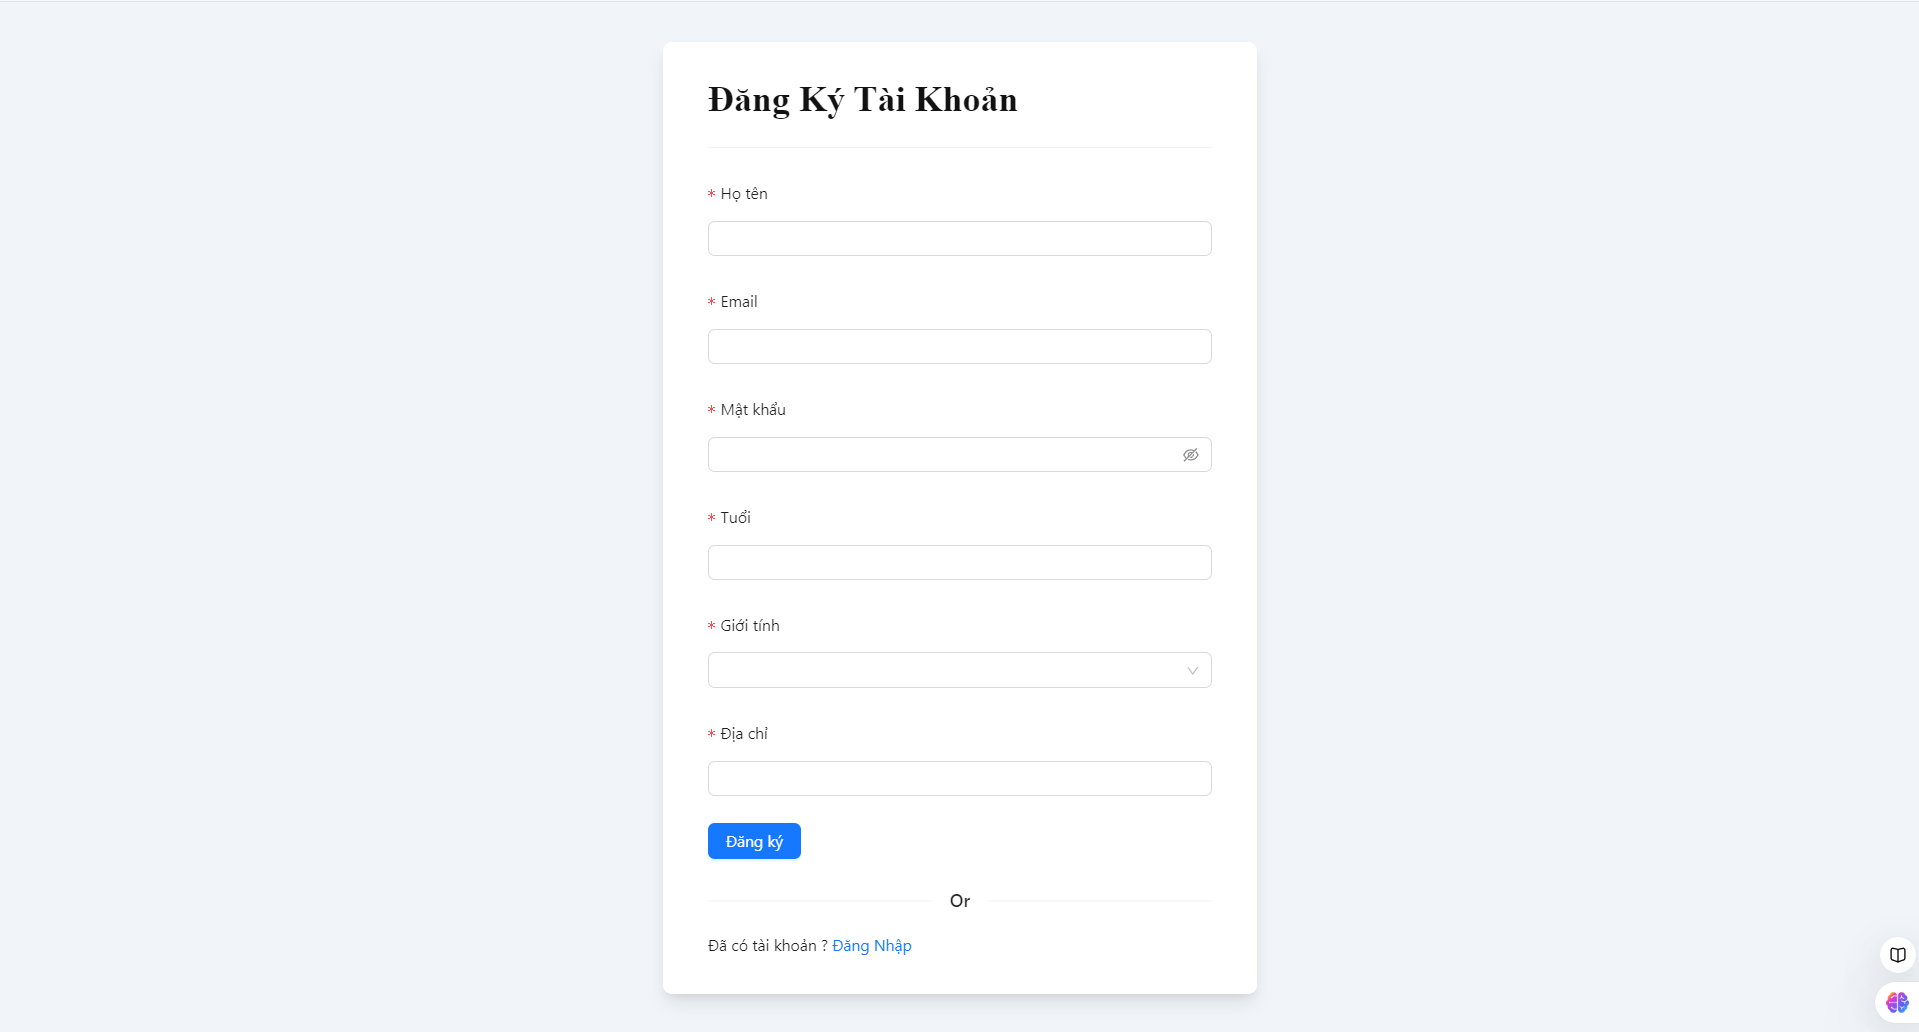 Đăng Ký Tài Khoản
* Họ tên
* Email
* Mật khẩu
* Tuổi
* Giới tính
* Địa chỉ
Đăng ký
Or
Đã có tài khoản ? Đăng Nhập